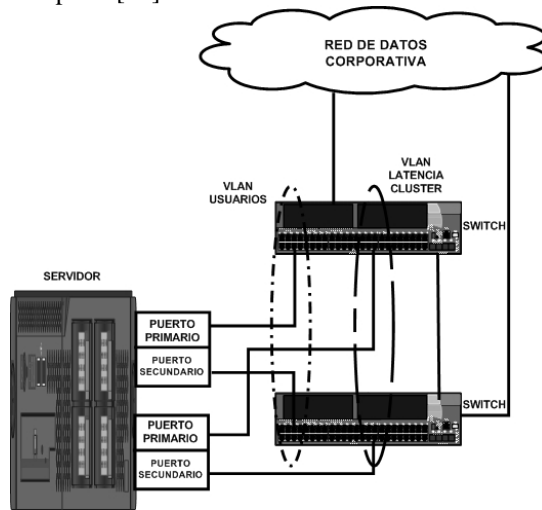 RED DE DATOS
CORPORATIVA
VLAN
USUARIOS
VLAN
LATENCIA
CLUSTER
SWITCH
SERVIDOR
PUERTO
PRIMARIO
PUERTO
SECUNDARIO
PUERTO
PRIMARIO
PUERTO
SECUNDARIO
SWITCH